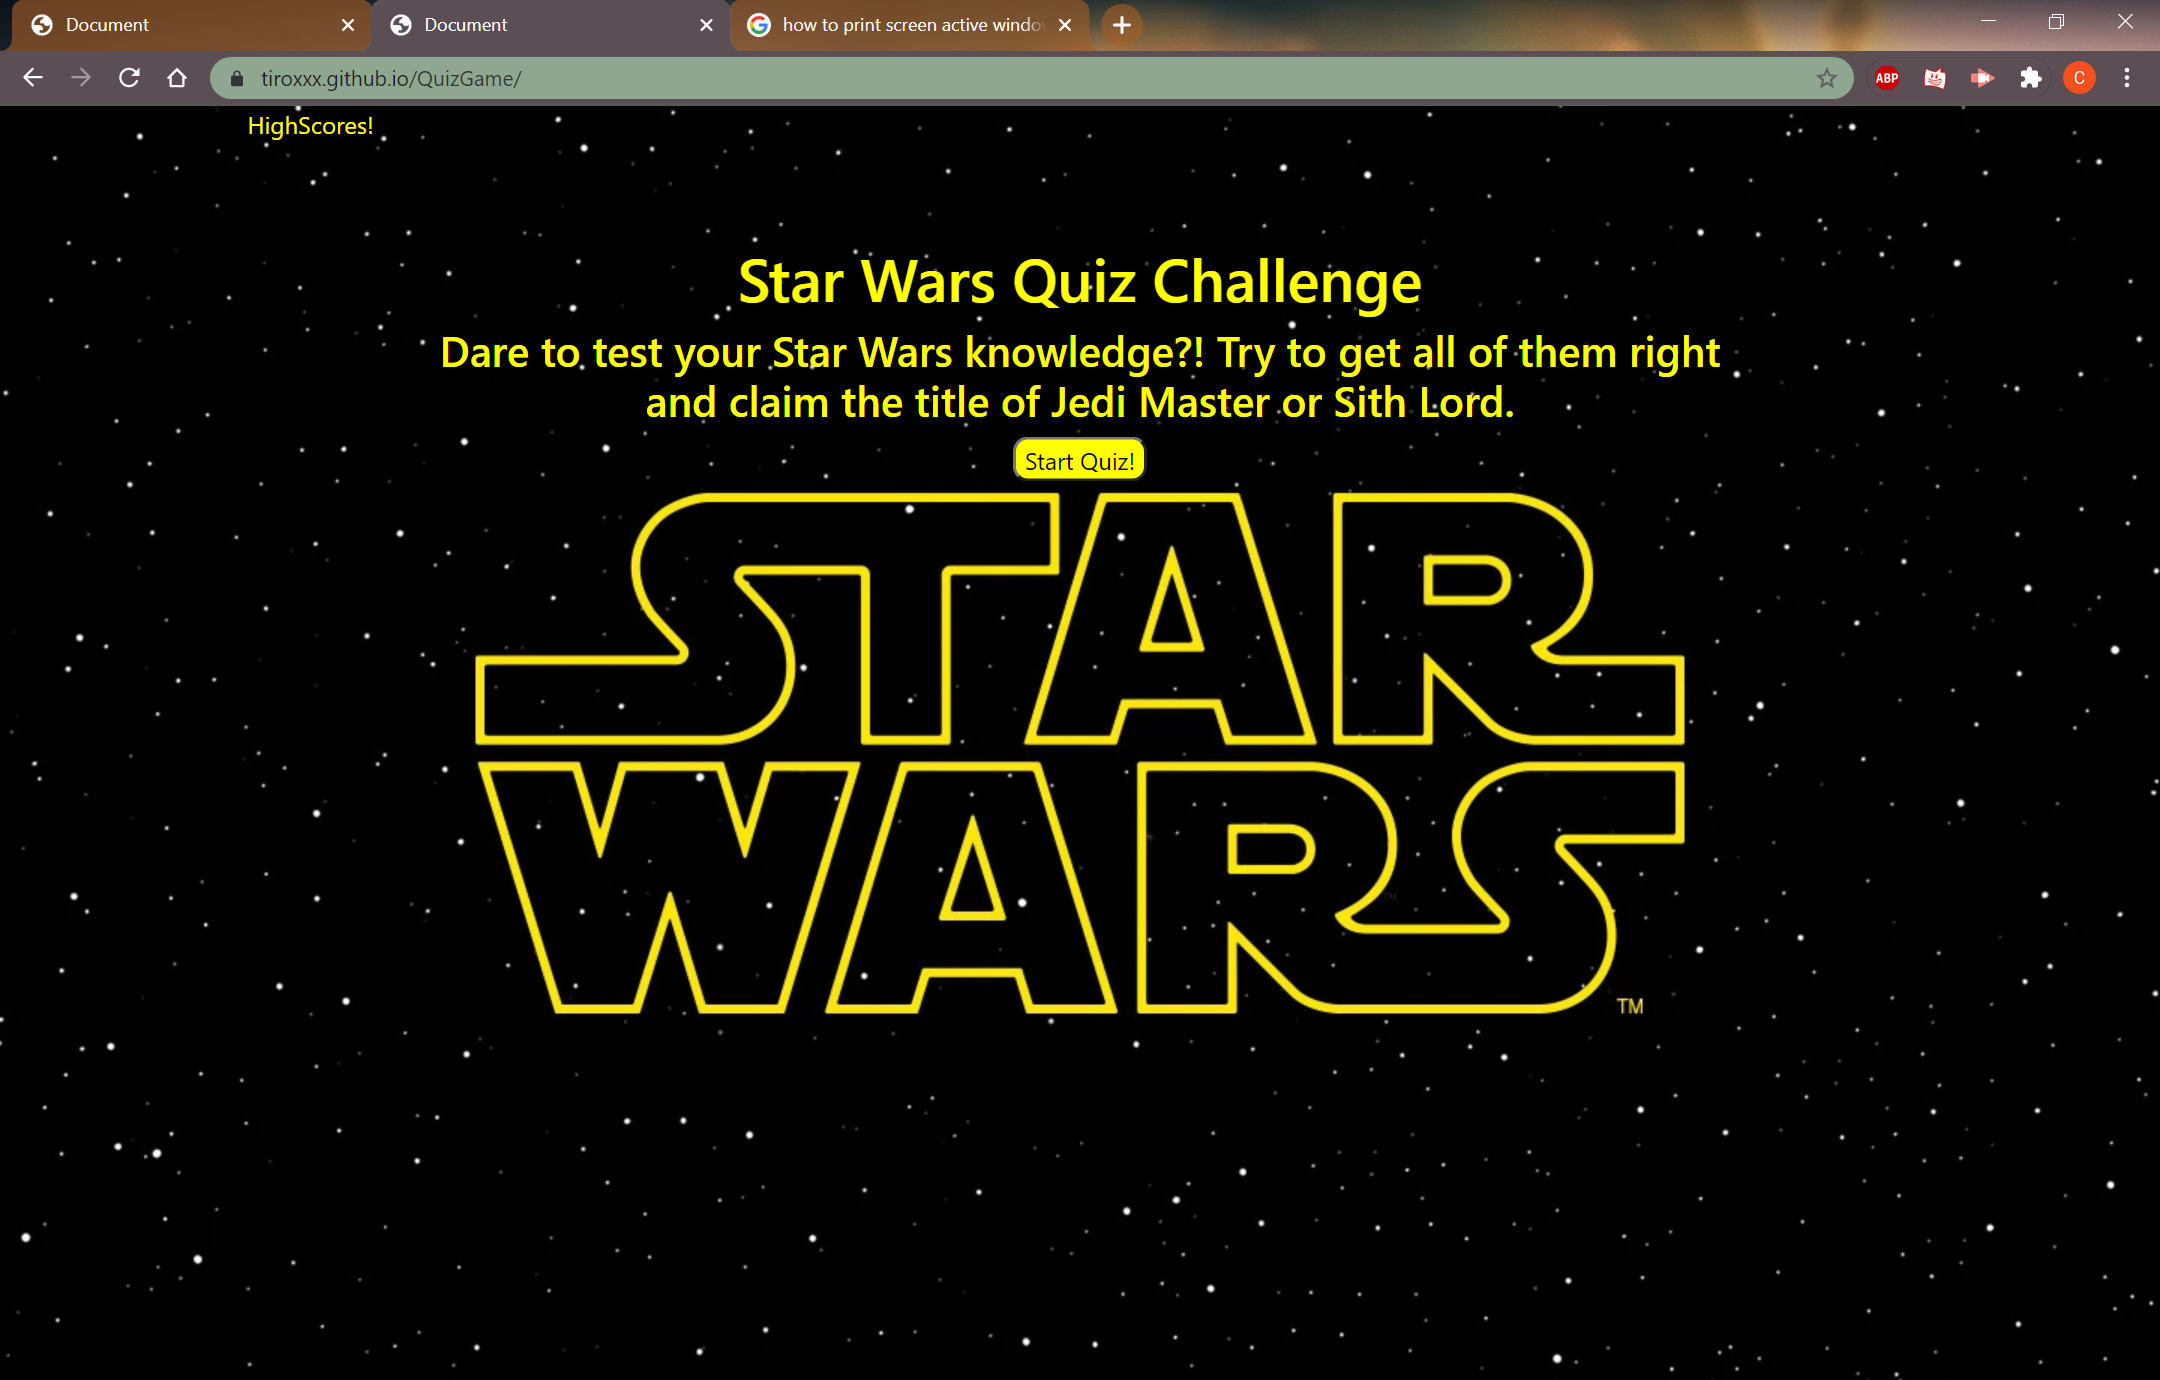 Document
Document
how to print screen active windo
tiroxxx.github.io/QuizGame/
ABP
C
HighScores!
Star Wars Quiz Challenge
Dare to test your Star Wars knowledge?! Try to get all of them right
and claim the title of Jedi Master or Sith Lord.
Start Quiz!
STAR
WARS
TM